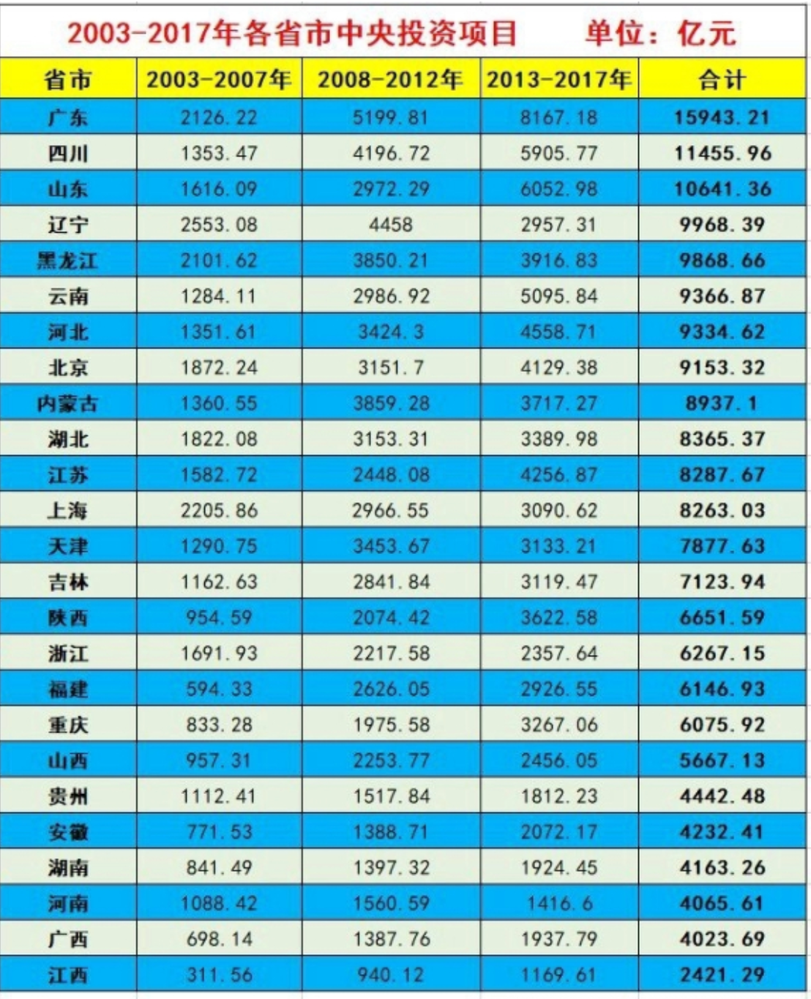 2003-2017年各省市中央投资项目 单位：亿元
省市 2003-2007年 2008-2012年 2013-2017年 合计
广东 2126.22 5199.81 8167.18 15943.21
四川 1353.47 4196.72 5905.77 11455.96
山东 1616.09 2972.29 6052.98 10641.36
辽宁 2553.08 4458 2957.31 9968.39
黑龙江 2101.62 3850.21 3916.83 9868.66
云南 1284.11 2986.92 5095.84 9366.87
河北 1351.61 3424.3 4558.71 9334.62
北京 1872.24 3151.7 4129.38 9153.32
内蒙古 1360.55 3859.28 3717.27 8937.1
湖北 1822.08 3153.31 3389.98 8365.37
江苏 1582.72 2448.08 4256.87 8287.67
上海 2205.86 2966.55 3090.62 8263.03
天津 1290.75 3453.67 3133.21 7877.63
吉林 1162.63 2841.84 3119.47 7123.94
陕西 954.59 2074.42 3622.58 6651.59
浙江 1691.93 2217.58 2357.64 6267.15
福建 594.33 2626.05 2926.55 6146.93
重庆 833.28 1975.58 3267.06 6075.92
山西 957.31 2253.77 2456.05 5667.13
贵州 1112.41 1517.84 1812.23 4442.48
安徽 771.53 1388.71 2072.17 4232.41
湖南 841.49 1397.32 1924.45 4163.26
河南 1088.42 1560.59 1416.6 4065.61
广西 698.14 1387.76 1937.79 4023.69
江西 311.56 940.12 1169.61 2421.29